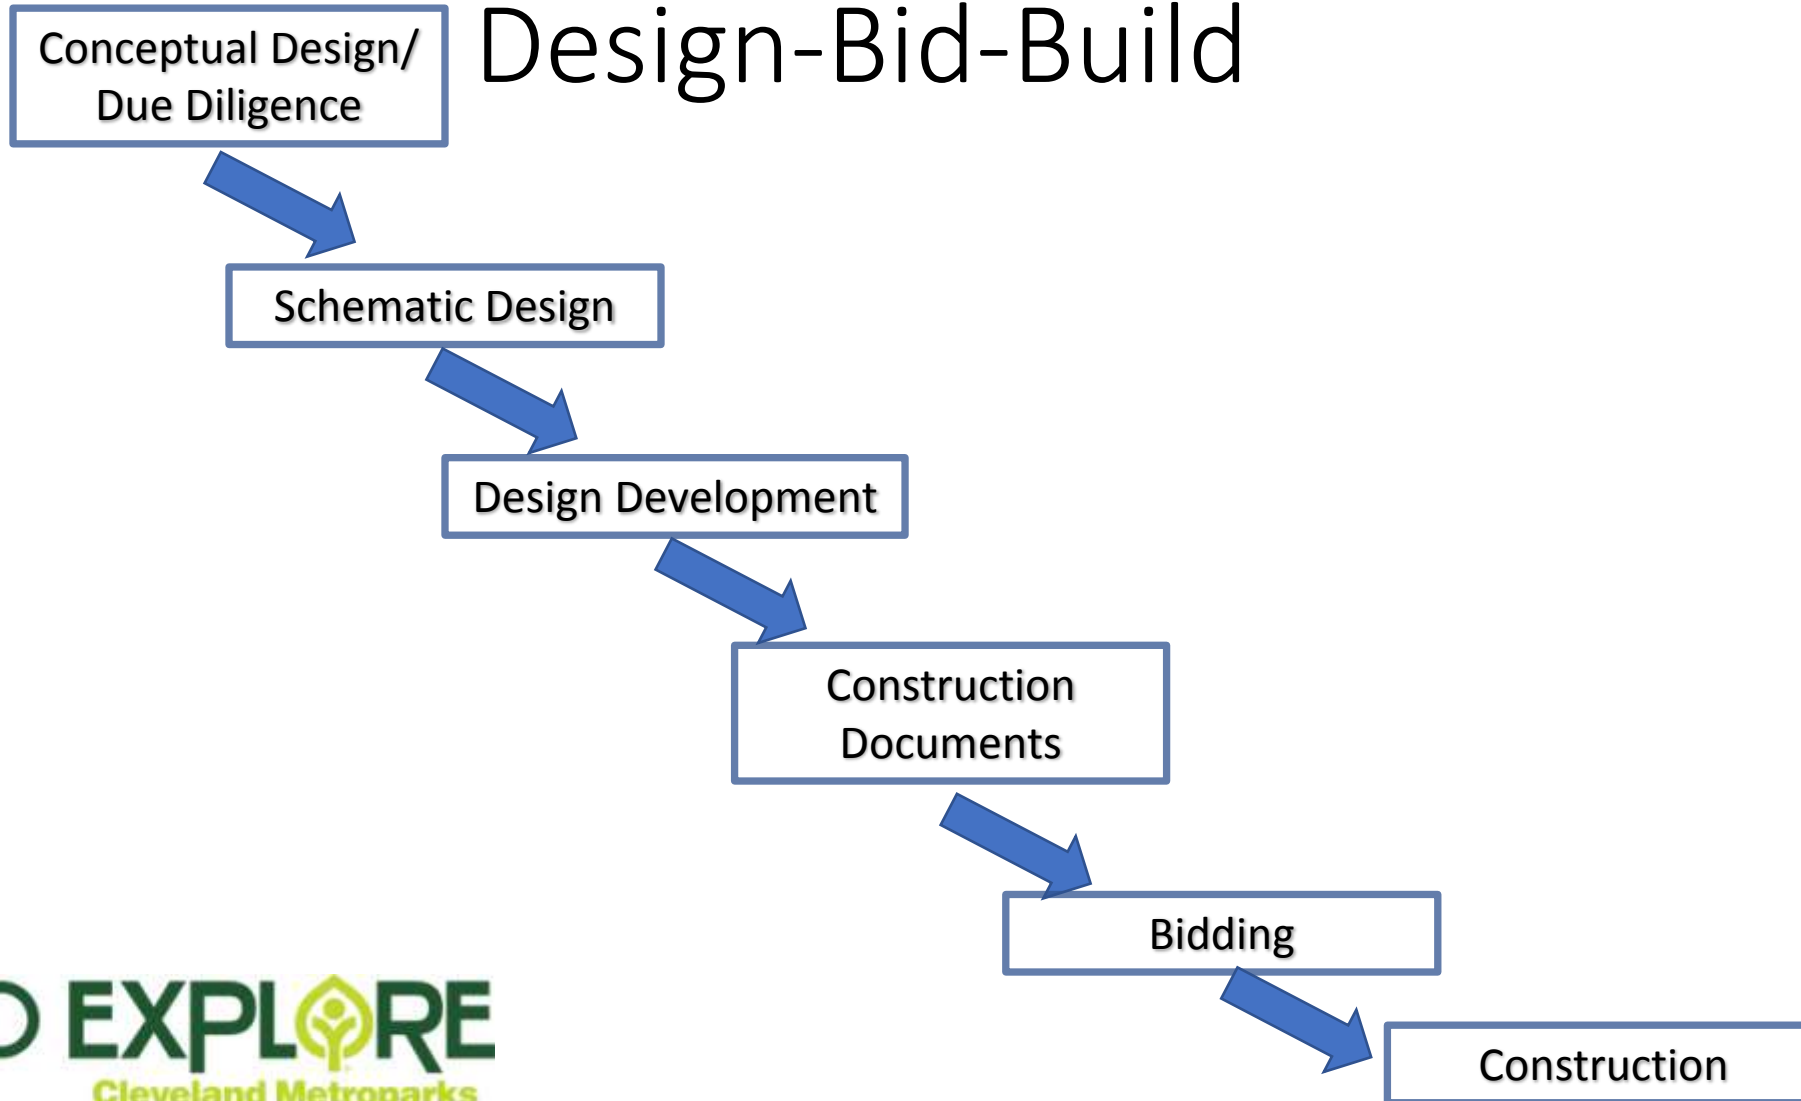 Design-Bid-Build
Conceptual Design/
Due Diligence
Schematic Design
Design Development
Construction
Documents
Bidding
Construction
EXPLORE
Cleveland Metroparks